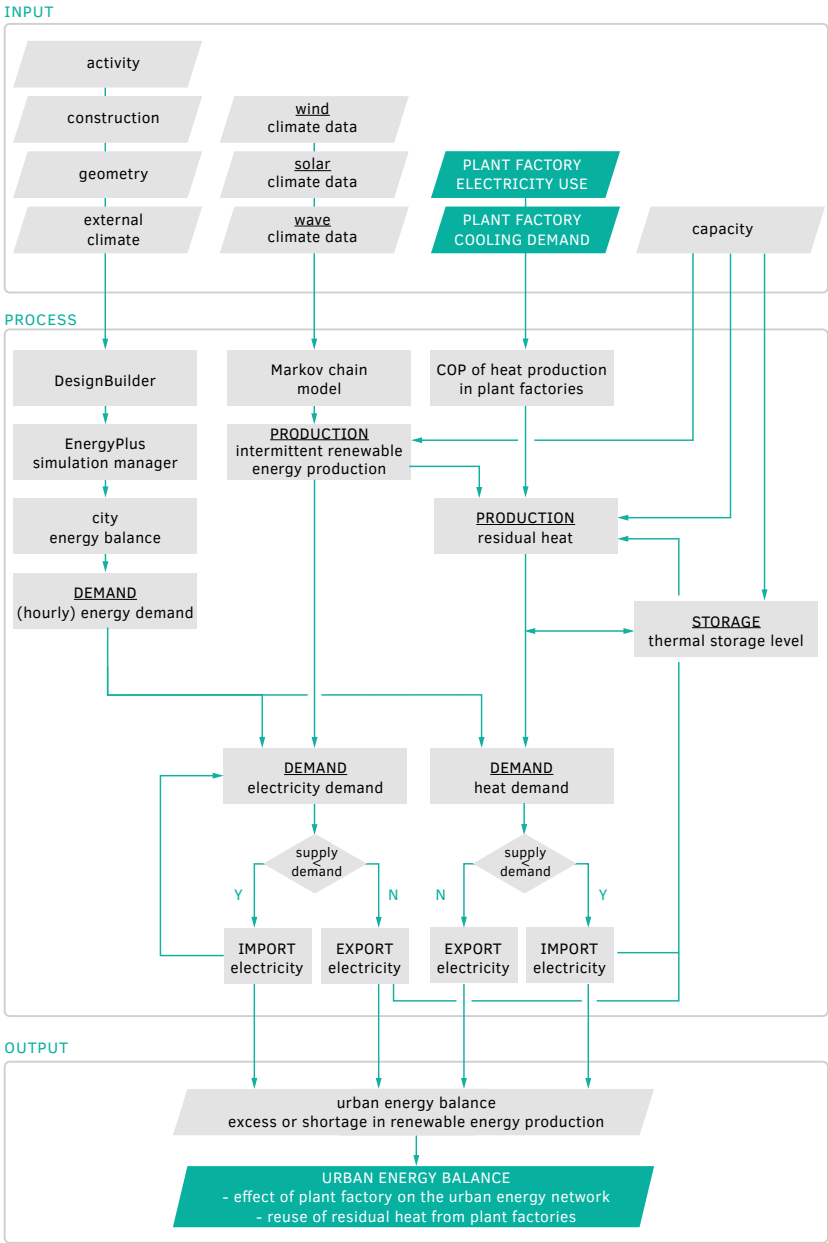 INPUT
activity
construction
geometry
external
climate
wind
climate data
solar
climate data
wave
climate data
PLANT FACTORY
ELECTRICITY USE
PLANT FACTORY
COOLING DEMAND
capacity
PROCESS
DesignBuilder
EnergyPlus
simulation manager
city
energy balance
DEMAND
(hourly) energy demand
Markov chain
model
PRODUCTION
intermittent renewable
energy production
COP of heat production
in plant factories
PRODUCTION
residual heat
STORAGE
thermal storage level
DEMAND
electricity demand
DEMAND
heat demand
supply
<
demand
supply
<
demand
Y
N
N
Y
IMPORT
electricity
EXPORT
electricity
EXPORT
electricity
IMPORT
electricity
OUTPUT
urban energy balance
excess or shortage in renewable energy production
URBAN ENERGY BALANCE
- effect of plant factory on the urban energy network
- reuse of residual heat from plant factories